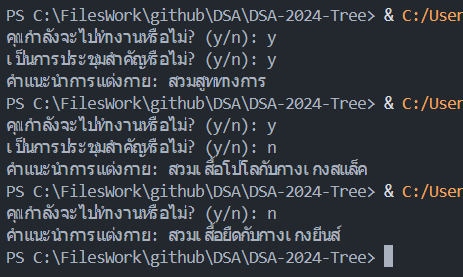 PS C:\FilesWork\github\DSA\DSA-2024-Tree> & C:/User
คุณกำลังจะไปทำงานหรือไม่? (y/n): y
เป็นการประชุมสำคัญหรือไม่? (y/n): y
คำแนะนำการแต่งกาย: สวมสูททางการ
PS C:\FilesWork\github\DSA\DSA-2024-Tree> & C:/User
คุณกำลังจะไปทำงานหรือไม่? (y/n): y
เป็นการประชุมสำคัญหรือไม่? (y/n): n
คำแนะนำการแต่งกาย: สวมเสื้อโปโลกับกางเกงสแล็ค
PS C:\FilesWork\github\DSA\DSA-2024-Tree> & C:/User
คุณกำลังจะไปทำงานหรือไม่? (y/n): n
คำแนะนำการแต่งกาย: สวมเสื้อยืดกับกางเกงยีนส์
PS C:\FilesWork\github\DSA\DSA-2024-Tree>